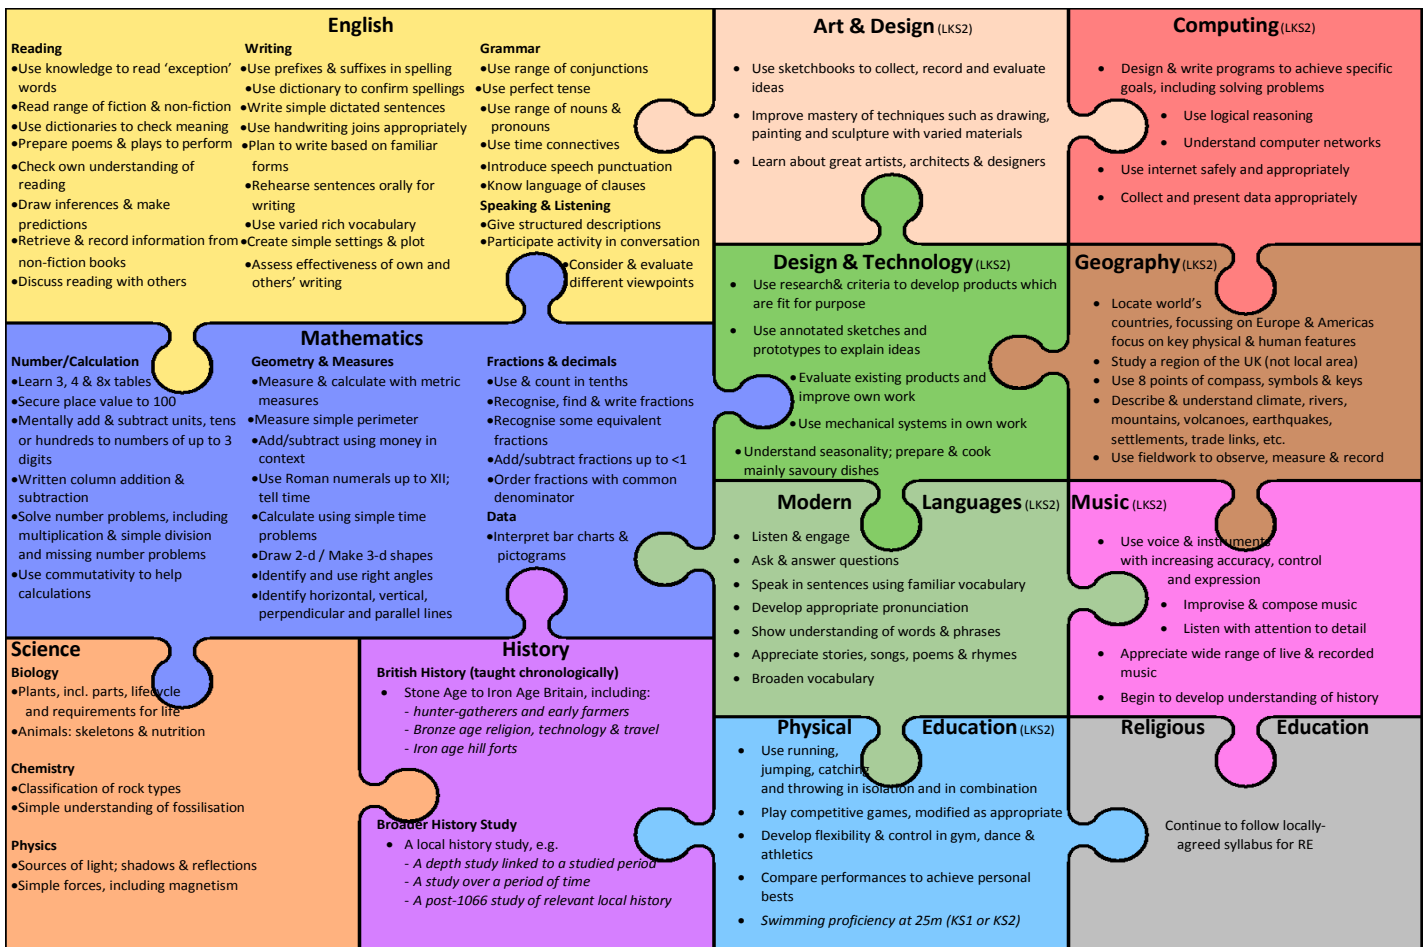 English
Reading
•Use knowledge to read ‘exception’
words
•Read range of fiction & non-fiction
•Use dictionaries to check meaning
•Prepare poems & plays to perform
•Check own understanding of
reading
•Draw inferences & make
predictions
•Retrieve & record information from
non-fiction books
•Discuss reading with others
Writing
•Use prefixes & suffixes in spelling
•Use dictionary to confirm spellings
•Write simple dictated sentences
•Use handwriting joins appropriately
•Plan to write based on familiar
forms
•Rehearse sentences orally for
writing
•Use varied rich vocabulary
•Create simple settings & plot
•Assess effectiveness of own and
others’ writing
Grammar
•Use range of conjunctions
•Use perfect tense
•Use range of nouns &
pronouns
•Use time connectives
•Introduce speech punctuation
•Know language of clauses
Speaking & Listening
•Give structured descriptions
•Participate activity in conversation
•Consider & evaluate
different viewpoints
Art & Design (LKS2)
• Use sketchbooks to collect, record and evaluate
ideas
• Improve mastery of techniques such as drawing,
painting and sculpture with varied materials
• Learn about great artists, architects & designers
Computing (LKS2)
• Design & write programs to achieve specific
goals, including solving problems
• Use logical reasoning
• Understand computer networks
• Use internet safely and appropriately
• Collect and present data appropriately
Mathematics
Number/Calculation
•Learn 3, 4 & 8x tables
•Secure place value to 100
•Mentally add & subtract units, tens
or hundreds to numbers of up to 3
digits
•Written column addition &
subtraction
•Solve number problems, including
multiplication & simple division
and missing number problems
•Use commutativity to help
calculations
Geometry & Measures
•Measure & calculate with metric
measures
•Measure simple perimeter
•Add/subtract using money in
context
•Use Roman numerals up to XII;
tell time
•Calculate using simple time
problems
•Draw 2-d / Make 3-d shapes
•Identify and use right angles
•Identify horizontal, vertical,
perpendicular and parallel lines
Fractions & decimals
•Use & count in tenths
•Recognise, find & write fractions
•Recognise some equivalent
fractions
•Add/subtract fractions up to <1
•Order fractions with common
denominator
Data
•Interpret bar charts &
pictograms
Design & Technology (LKS2)
• Use research& criteria to develop products which
are fit for purpose
• Use annotated sketches and
prototypes to explain ideas
•Evaluate existing products and
improve own work
•Use mechanical systems in own work
•Understand seasonality; prepare & cook
mainly savoury dishes
Geography (LKS2)
• Locate world’s
countries, focussing on Europe & Americas
focus on key physical & human features
• Study a region of the UK (not local area)
• Use 8 points of compass, symbols & keys
• Describe & understand climate, rivers,
mountains, volcanoes, earthquakes,
settlements, trade links, etc.
• Use fieldwork to observe, measure & record
Modern Languages (LKS2)
• Listen & engage
• Ask & answer questions
• Speak in sentences using familiar vocabulary
• Develop appropriate pronunciation
• Show understanding of words & phrases
• Appreciate stories, songs, poems & rhymes
• Broaden vocabulary
Music (LKS2)
• Use voice & instruments
with increasing accuracy, control
and expression
• Improvise & compose music
• Listen with attention to detail
• Appreciate wide range of live & recorded
music
• Begin to develop understanding of history
Science
Biology
•Plants, incl. parts, lifecycle
and requirements for life
•Animals: skeletons & nutrition
Chemistry
•Classification of rock types
•Simple understanding of fossilisation
Physics
•Sources of light; shadows & reflections
•Simple forces, including magnetism
History
British History (taught chronologically)
• Stone Age to Iron Age Britain, including:
- hunter-gatherers and early farmers
- Bronze age religion, technology & travel
- Iron age hill forts
Broader History Study
• A local history study, e.g.
- A depth study linked to a studied period
- A study over a period of time
- A post-1066 study of relevant local history
Physical Education (LKS2)
• Use running,
jumping, catching
and throwing in isolation and in combination
• Play competitive games, modified as appropriate
• Develop flexibility & control in gym, dance &
athletics
• Compare performances to achieve personal
bests
• Swimming proficiency at 25m (KS1 or KS2)
Religious Education
Continue to follow locally-
agreed syllabus for RE